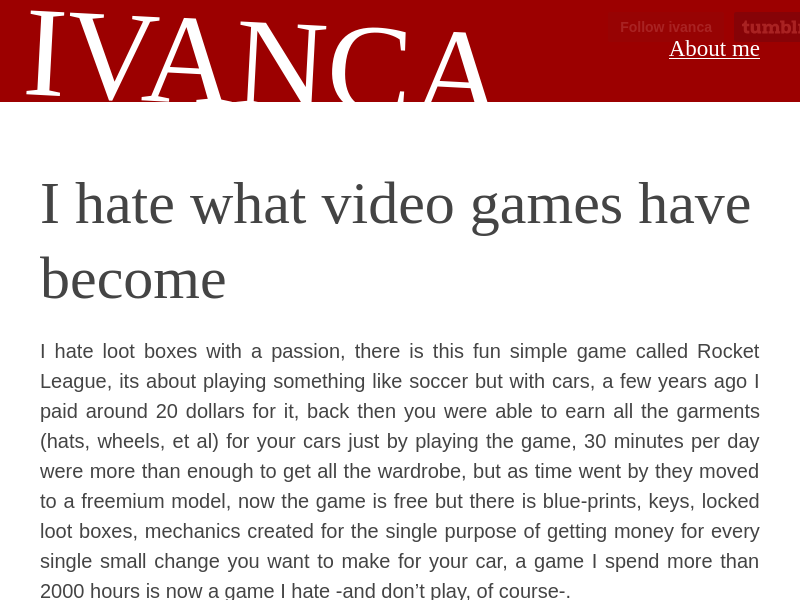 IVANCA
Follow ivanca
About me
I hate what video games have
become
I hate loot boxes with a passion, there is this fun simple game called Rocket
League, its about playing something like soccer but with cars, a few years ago I
paid around 20 dollars for it, back then you were able to earn all the garments
(hats, wheels, et al) for your cars just by playing the game, 30 minutes per day
were more than enough to get all the wardrobe, but as time went by they moved
to a freemium model, now the game is free but there is blue-prints, keys, locked
loot boxes, mechanics created for the single purpose of getting money for every
single small change you want to make for your car, a game I spend more than
2000 hours is now a game I hate -and don’t play, of course-.